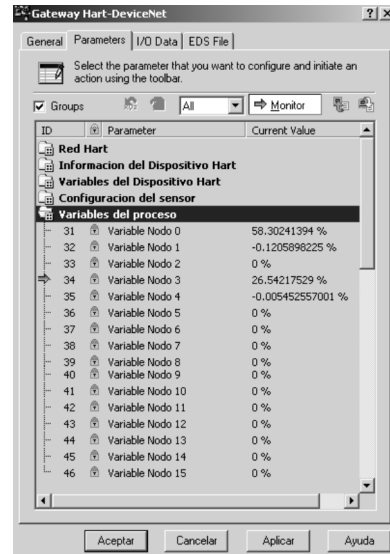 Gateway Hart-DeviceNet
General Parameters I/O Data EDS File
Select the parameter that you want to configure and initiate an
action using the toolbar.
Groups All Monitor
ID Parameter Current Value
Red Hart
Informacion del Dispositivo Hart
Variables del Dispositivo Hart
Configuracion del sensor
Variables del proceso
31 Variable Nodo 0 58.30241394 %
32 Variable Nodo 1 -0.1205898225 %
33 Variable Nodo 2 0 %
34 Variable Nodo 3 26.54217529 %
35 Variable Nodo 4 -0.005452557001 %
36 Variable Nodo 5 0 %
37 Variable Nodo 6 0 %
38 Variable Nodo 7 0 %
39 Variable Nodo 8 0 %
40 Variable Nodo 9 0 %
41 Variable Nodo 10 0 %
42 Variable Nodo 11 0 %
43 Variable Nodo 12 0 %
44 Variable Nodo 13 0 %
45 Variable Nodo 14 0 %
46 Variable Nodo 15 0 %
Aceptar Cancelar Aplicar Ayuda